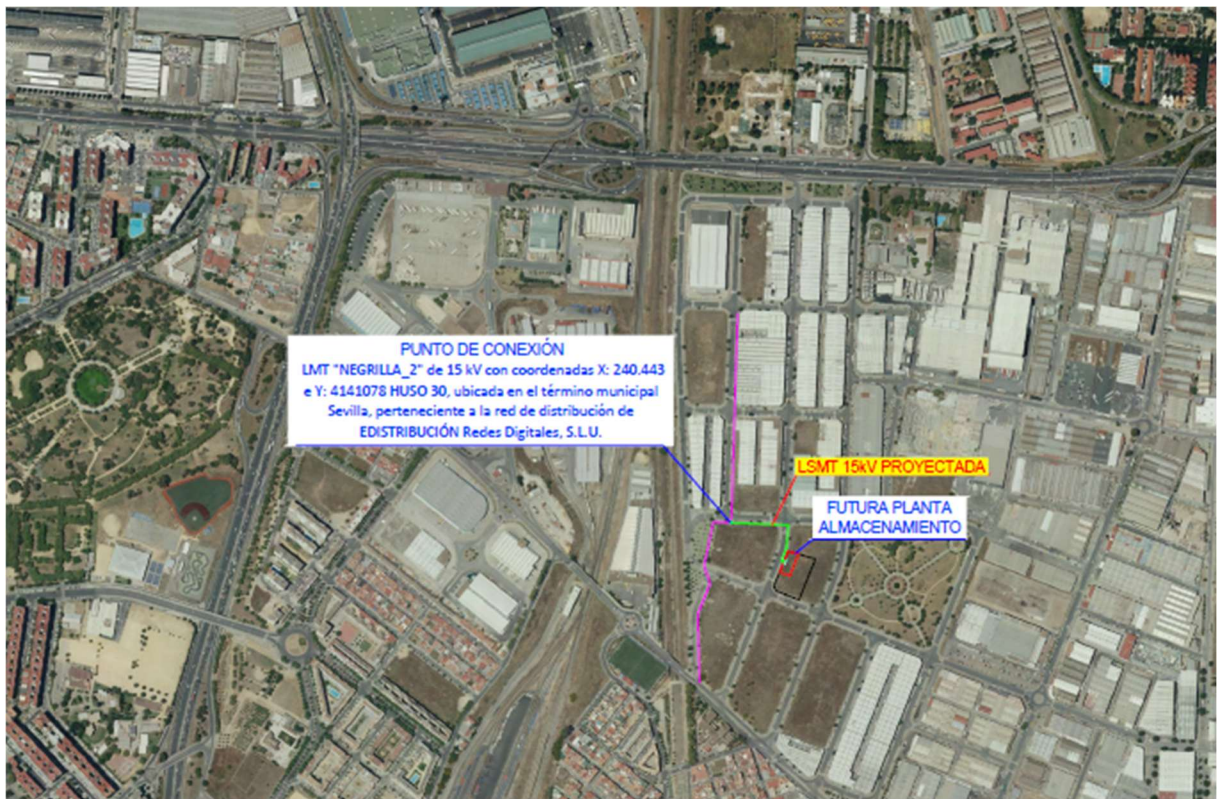 PUNTO DE CONEXIÓN
LMT "NEGRILLA_2" de 15 kV con coordenadas X: 240.443
e Y: 4141078 HUSO 30, ubicada en el término municipal
Sevilla, perteneciente a la red de distribución de
EDISTRIBUCIÓN Redes Digitales, S.L.U.
LSMT 15kV PROYECTADA
FUTURA PLANTA
ALMACENAMIENTO